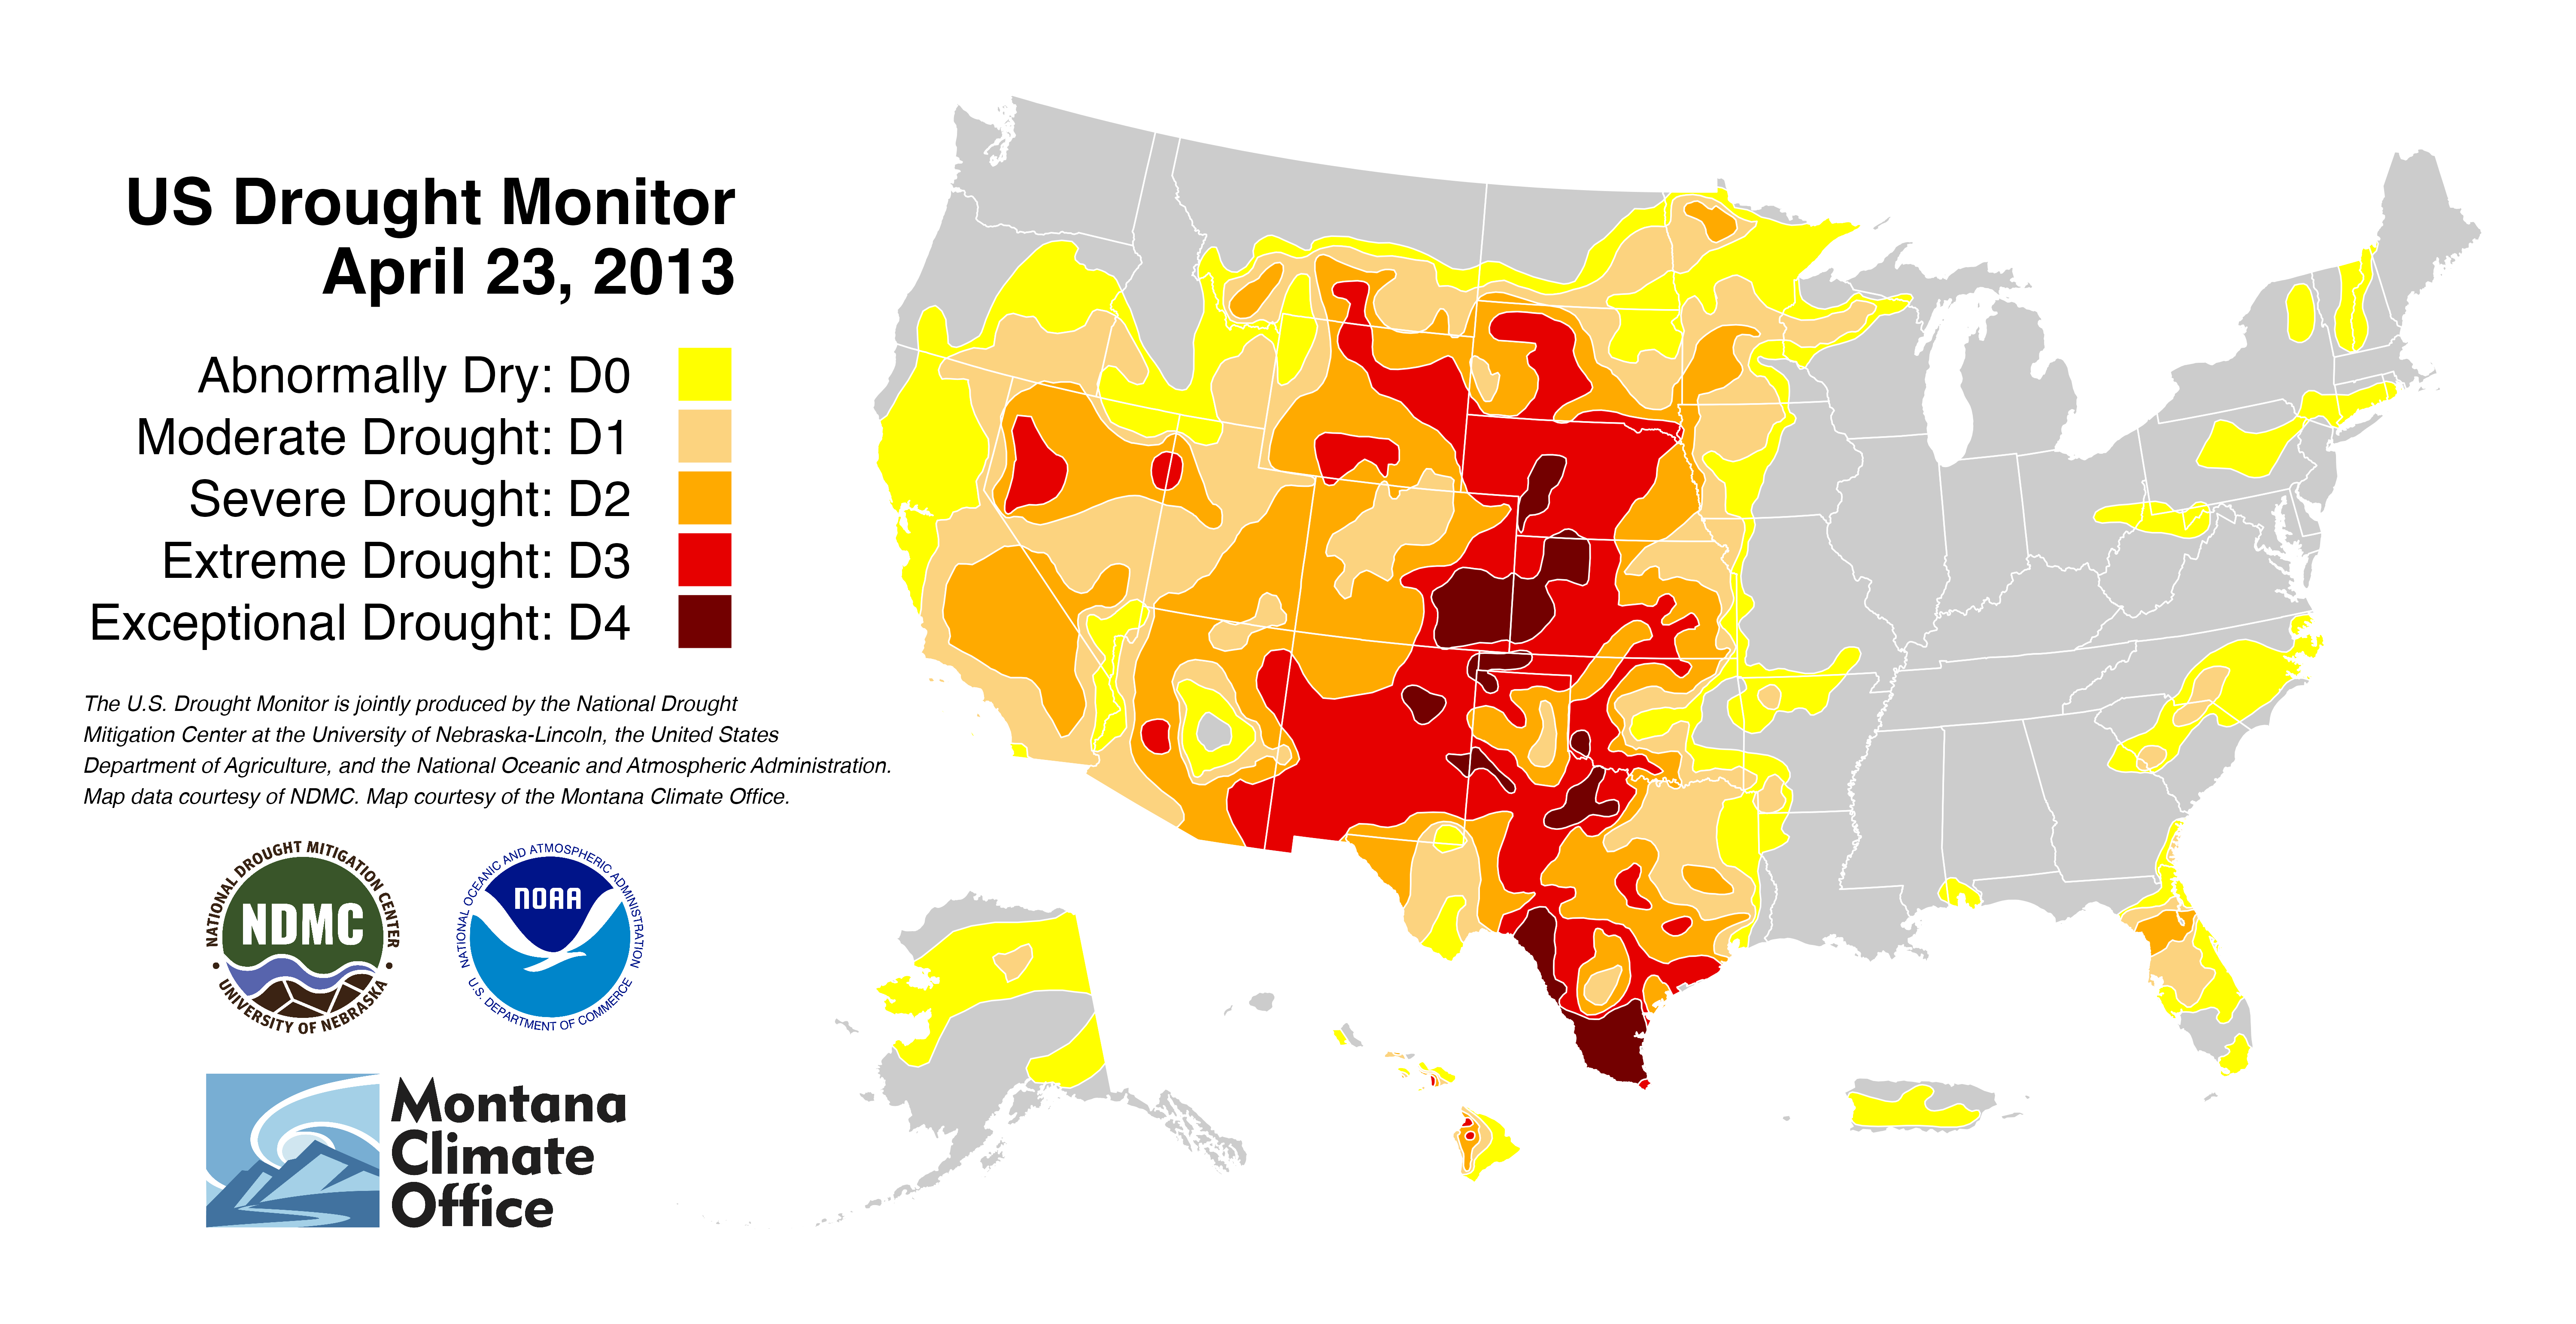 US Drought Monitor
April 23, 2013
Abnormally Dry: D0
Moderate Drought: D1
Severe Drought: D2
Extreme Drought: D3
Exceptional Drought: D4
The U.S. Drought Monitor is jointly produced by the National Drought
Mitigation Center at the University of Nebraska-Lincoln, the United States
Department of Agriculture, and the National Oceanic and Atmospheric Administration.
Map data courtesy of NDMC. Map courtesy of the Montana Climate Office.
NATIONAL DROUGHT MITIGATION CENTER
NDMC
• UNIVERSITY OF NEBRASKA •
NATIONAL OCEANIC AND ATMOSPHERIC ADMINISTRATION
NOAA
U.S. DEPARTMENT OF COMMERCE
Montana
Climate
Office